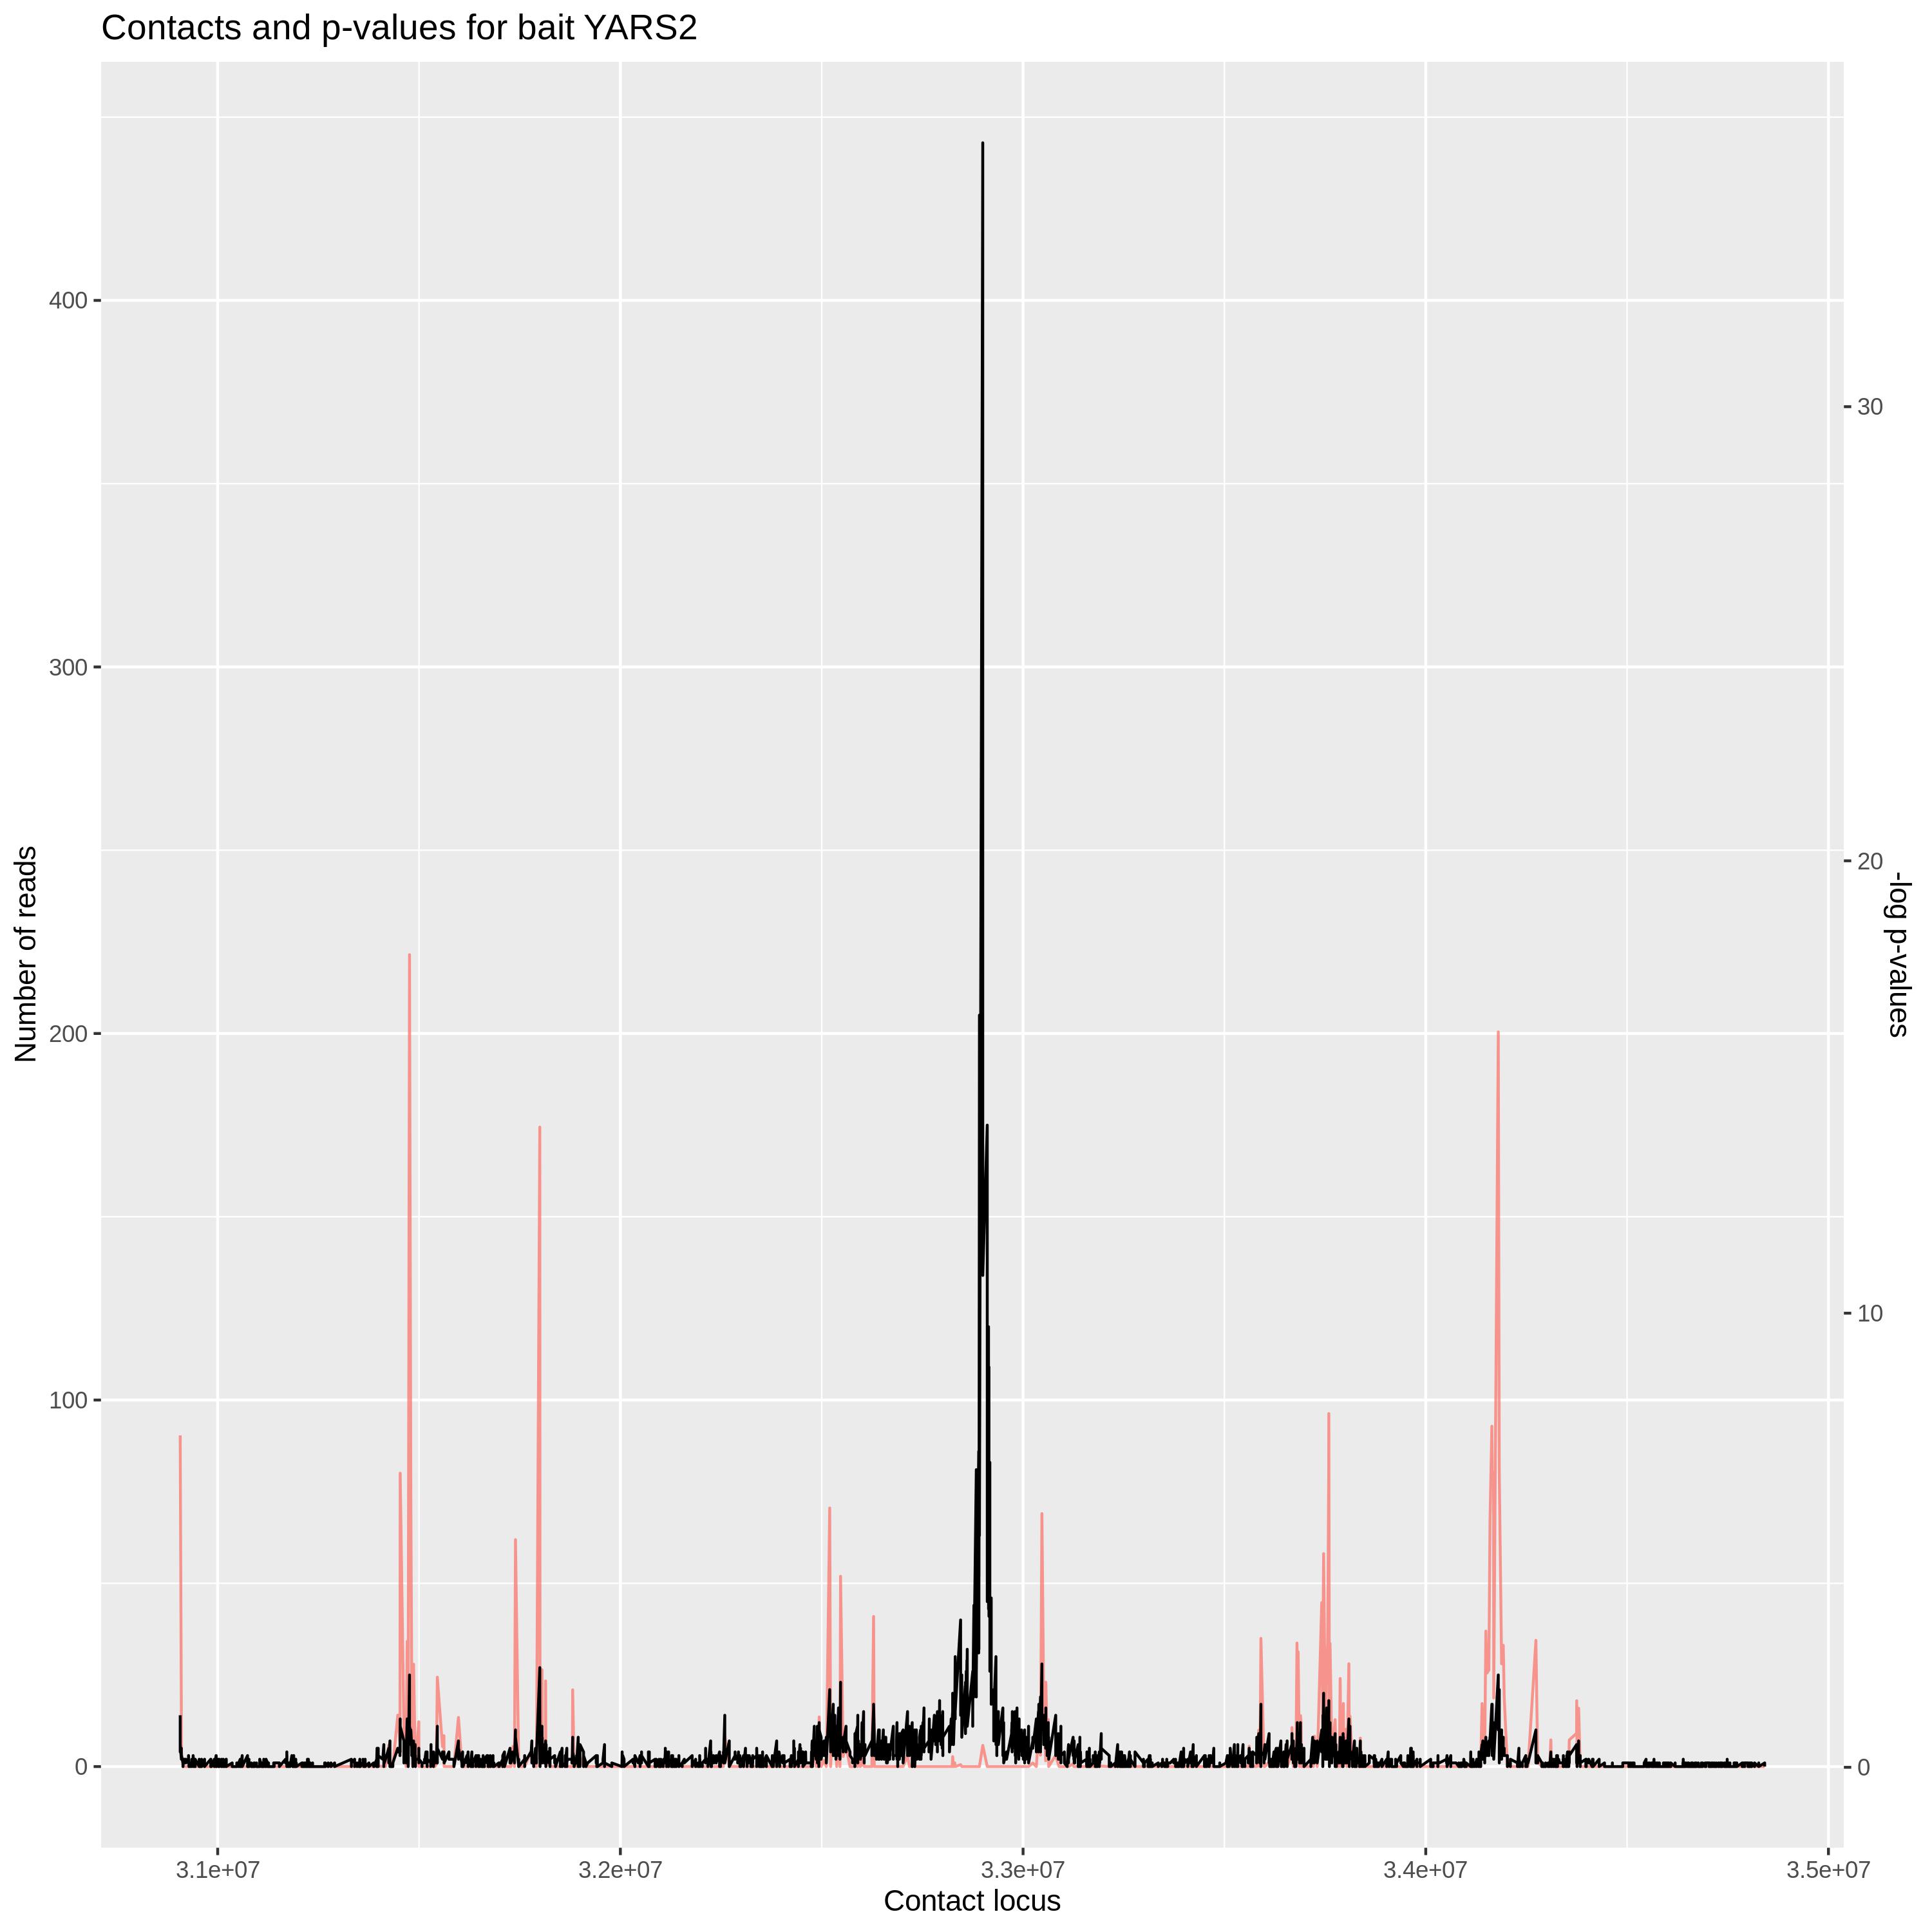 Contacts and p-values for bait YARS2
Number of reads
400
300
200
100
0
30
20
10
0
-log p-values
3.1e+07
3.2e+07
3.3e+07
3.4e+07
3.5e+07
Contact locus